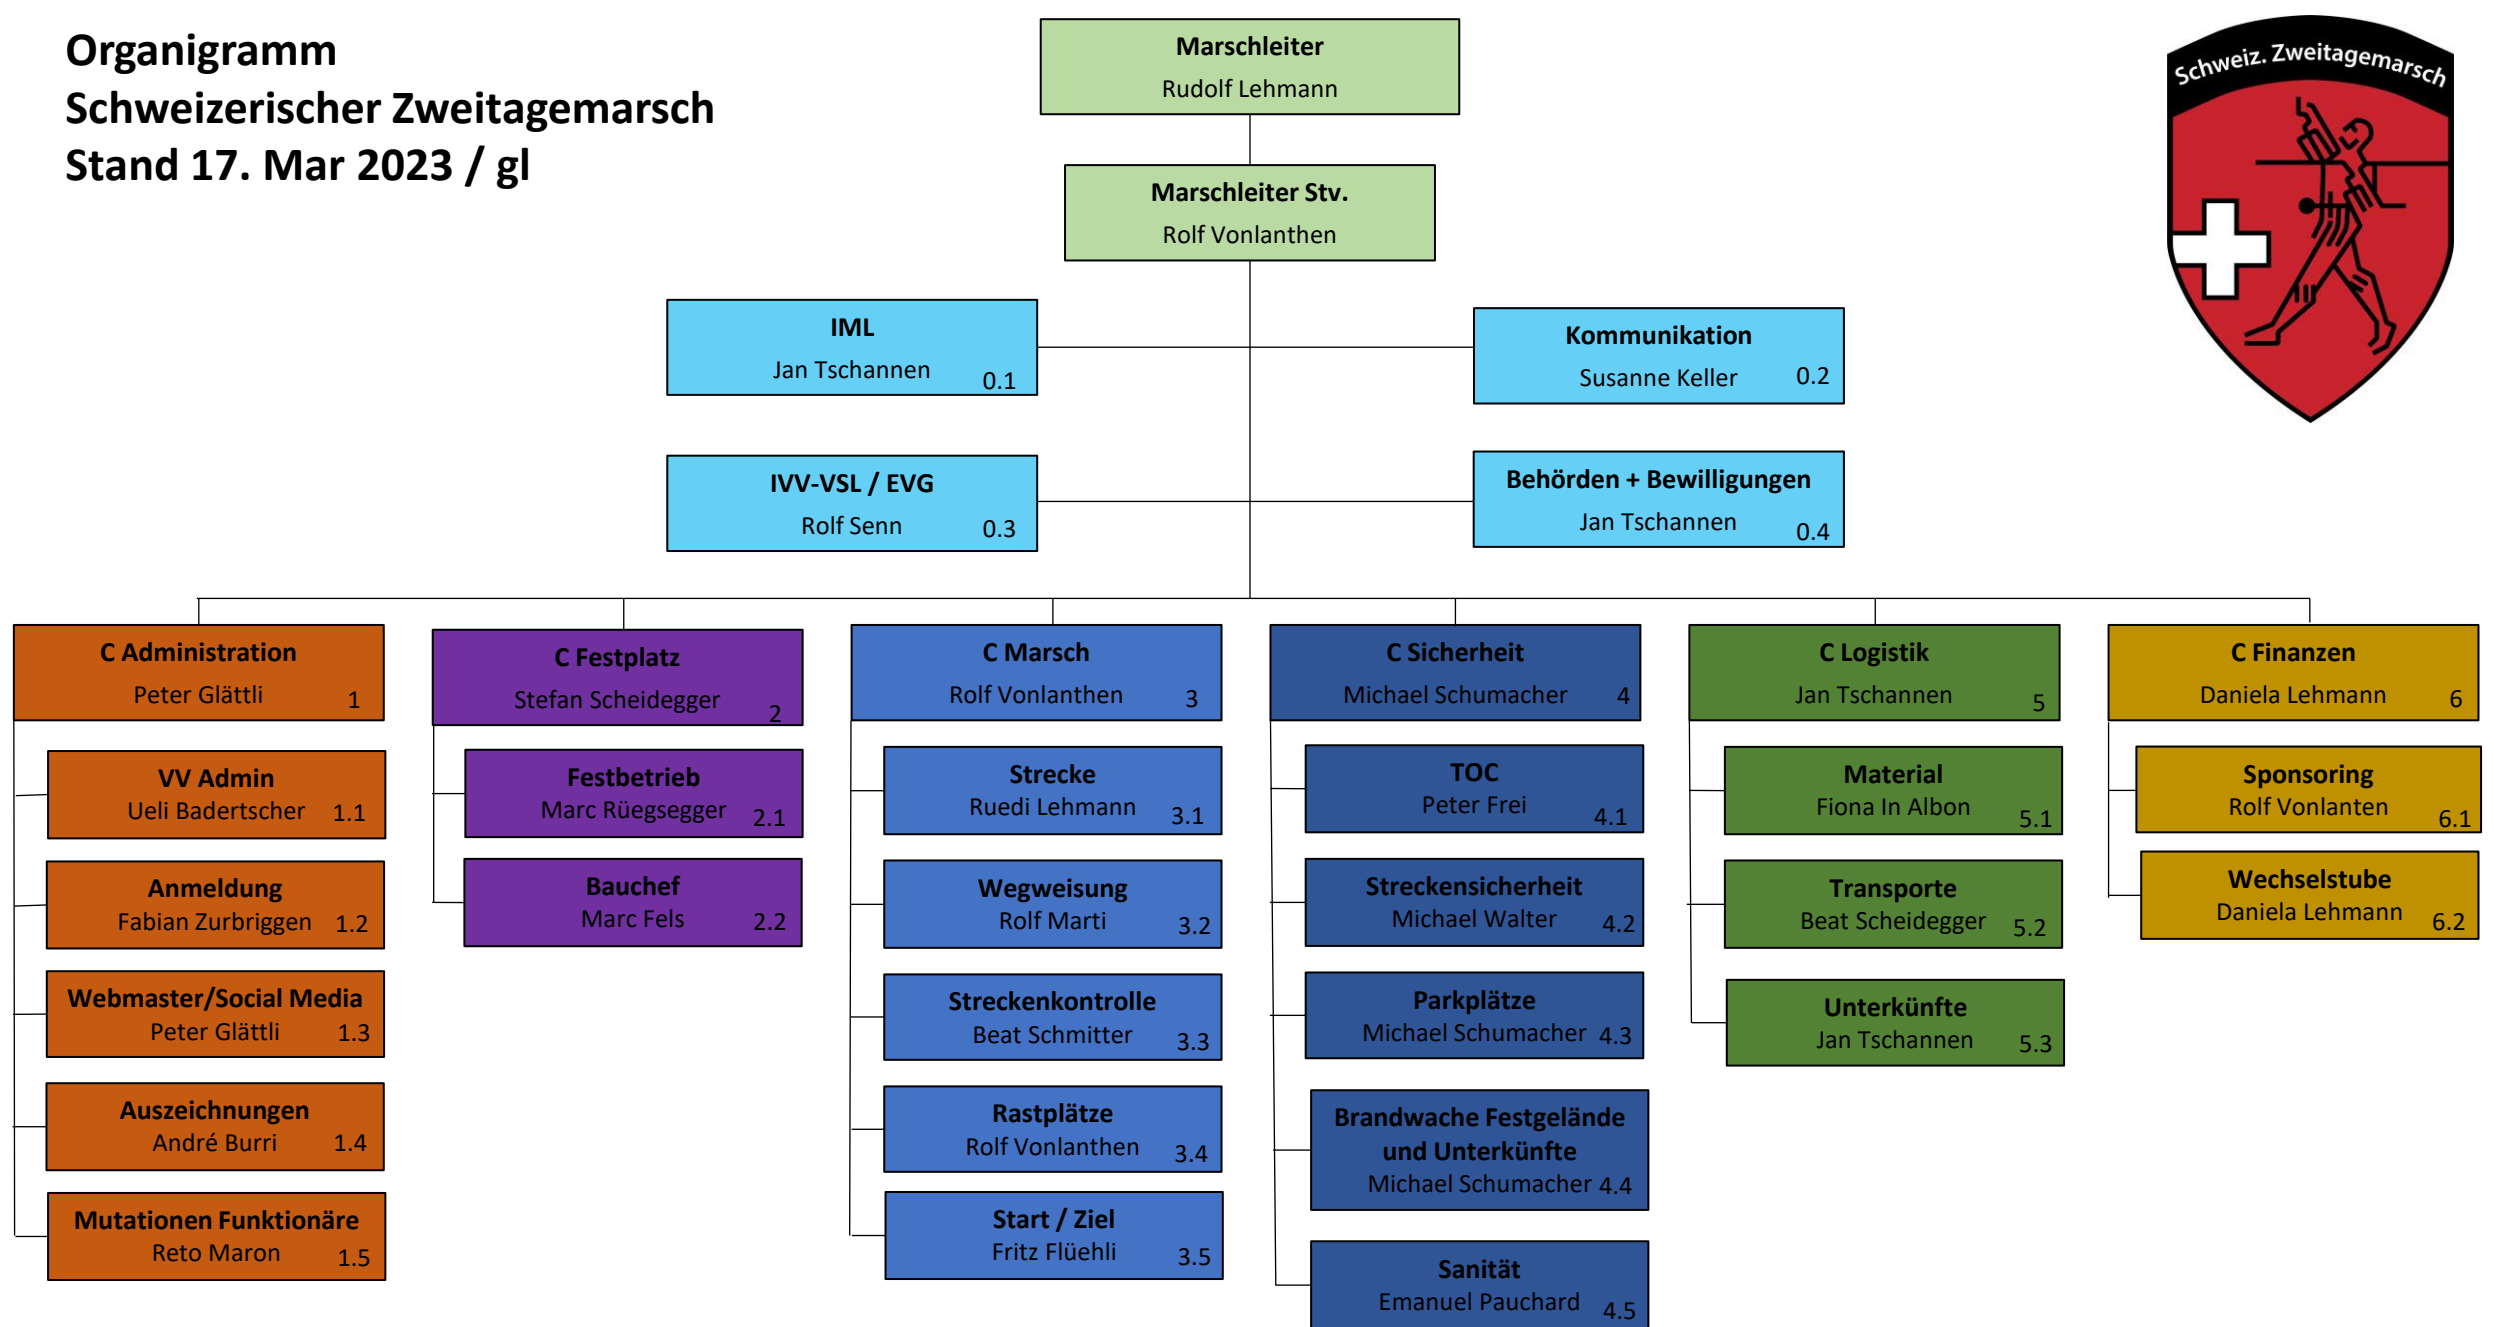 Organigramm
Schweizerischer Zweitagemarsch
Stand 17. Mar 2023 / gl
Schweiz. Zweitagemarsch
Marschleiter
Rudolf Lehmann
Marschleiter Stv.
Rolf Vonlanthen
IML
Jan Tschannen 0.1
Kommunikation
Susanne Keller 0.2
IVV-VSL / EVG
Rolf Senn 0.3
Behörden + Bewilligungen
Jan Tschannen 0.4
C Administration
Peter Glättli 1
VV Admin
Ueli Badertscher 1.1
Anmeldung
Fabian Zurbriggen 1.2
Webmaster/Social Media
Peter Glättli 1.3
Auszeichnungen
André Burri 1.4
Mutationen Funktionäre
Reto Maron 1.5
C Festplatz
Stefan Scheidegger 2
Festbetrieb
Marc Rüegsegger 2.1
Bauchef
Marc Fels 2.2
C Marsch
Rolf Vonlanthen 3
Strecke
Ruedi Lehmann 3.1
Wegweisung
Rolf Marti 3.2
Streckenkontrolle
Beat Schmitter 3.3
Rastplätze
Rolf Vonlanthen 3.4
Start / Ziel
Fritz Flüehli 3.5
C Sicherheit
Michael Schumacher 4
TOC
Peter Frei 4.1
Streckensicherheit
Michael Walter 4.2
Parkplätze
Michael Schumacher 4.3
Brandwache Festgelände
und Unterkünfte
Michael Schumacher 4.4
Sanität
Emanuel Pauchard 4.5
C Logistik
Jan Tschannen 5
Material
Fiona In Albon 5.1
Transporte
Beat Scheidegger 5.2
Unterkünfte
Jan Tschannen 5.3
C Finanzen
Daniela Lehmann 6
Sponsoring
Rolf Vonlanten 6.1
Wechselstube
Daniela Lehmann 6.2